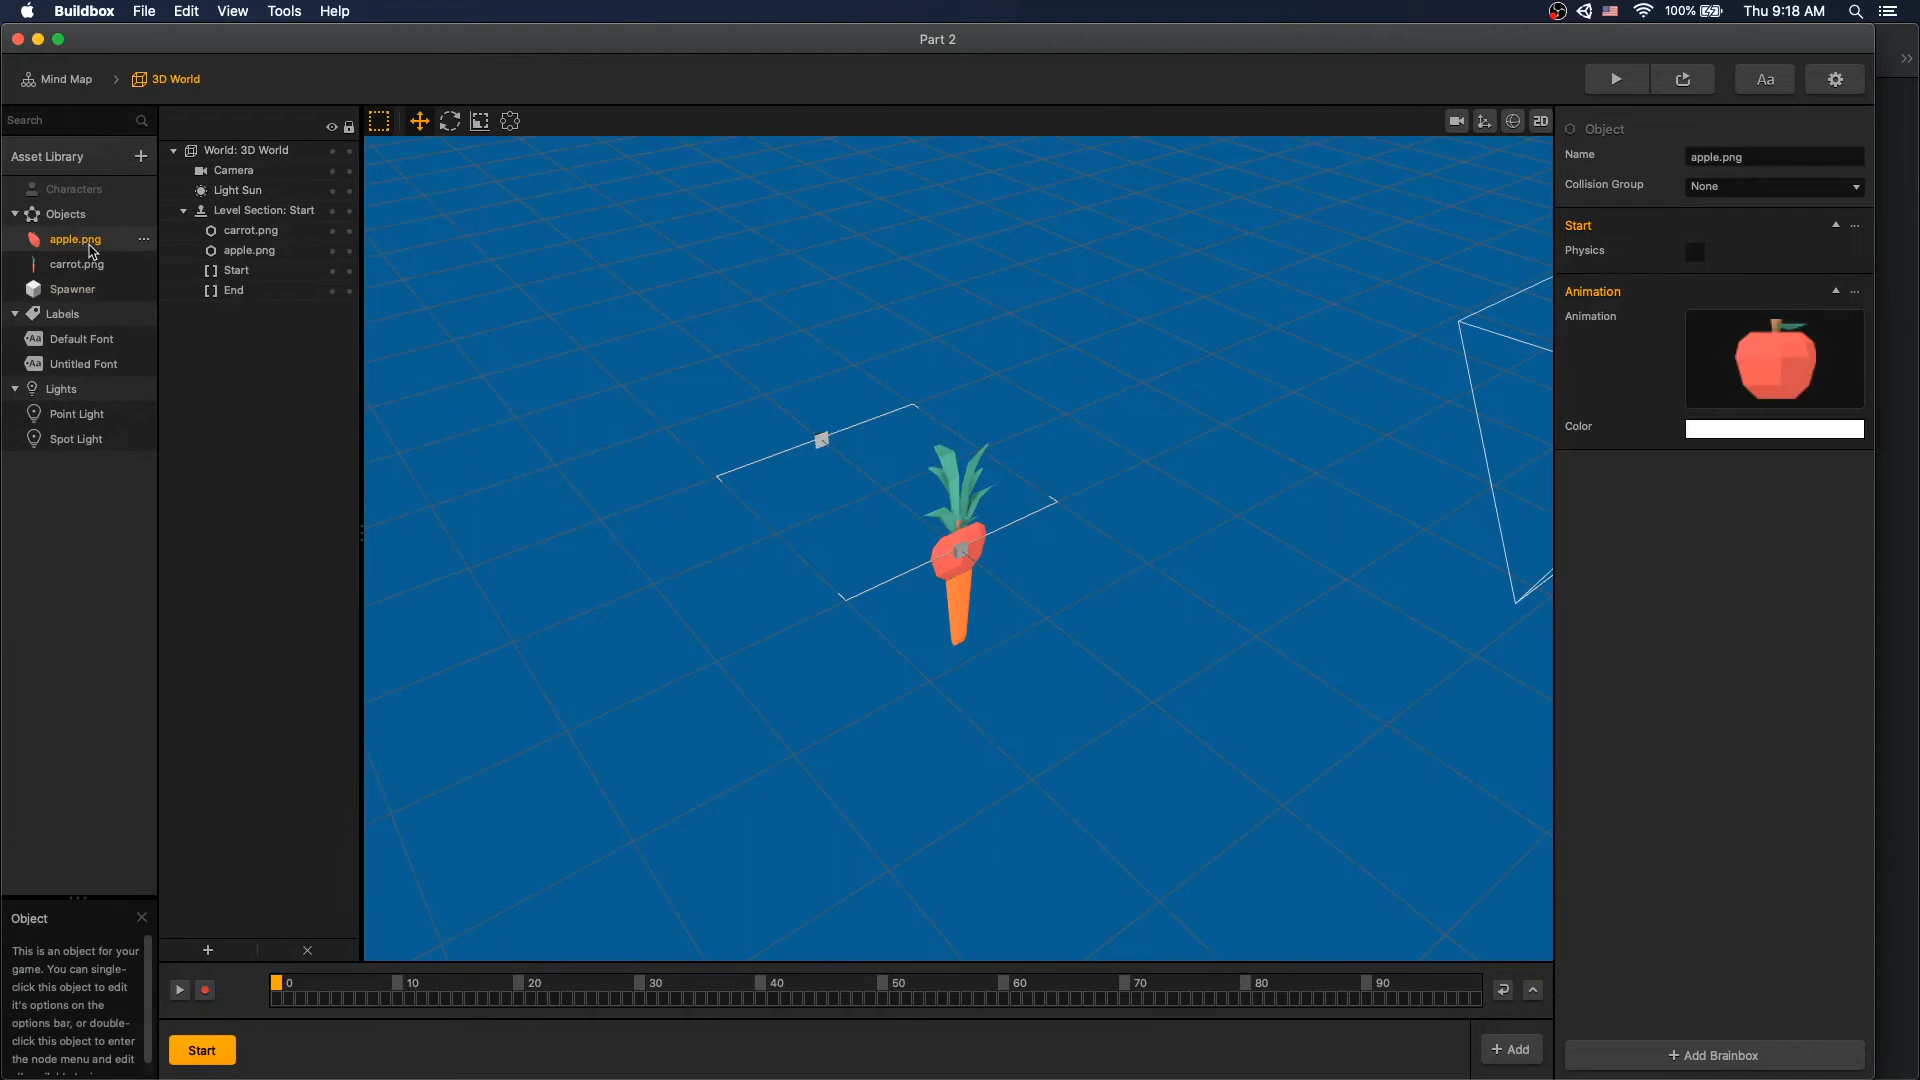 Buildbox File Edit View Tools Help
100% Thu 9:18 AM
Part 2
Mind Map 3D World
Aa
Search
Asset Library
Characters
Objects
apple.png
carrot.png
Spawner
Labels
Aa Default Font
Aa Untitled Font
Lights
Point Light
Spot Light
World: 3D World
Camera
Light Sun
Level Section: Start
carrot.png
apple.png
Start
End
2D
Object
Name apple.png
Collision Group None
Start
Physics
Animation
Animation
Color
Object
This is an object for your
game. You can single-
click this object to edit
it's options on the
options bar, or double-
click this object to enter
the node menu and edit
0 10 20 30 40 50 60 70 80 90
Start
+ Add
+ Add Brainbox